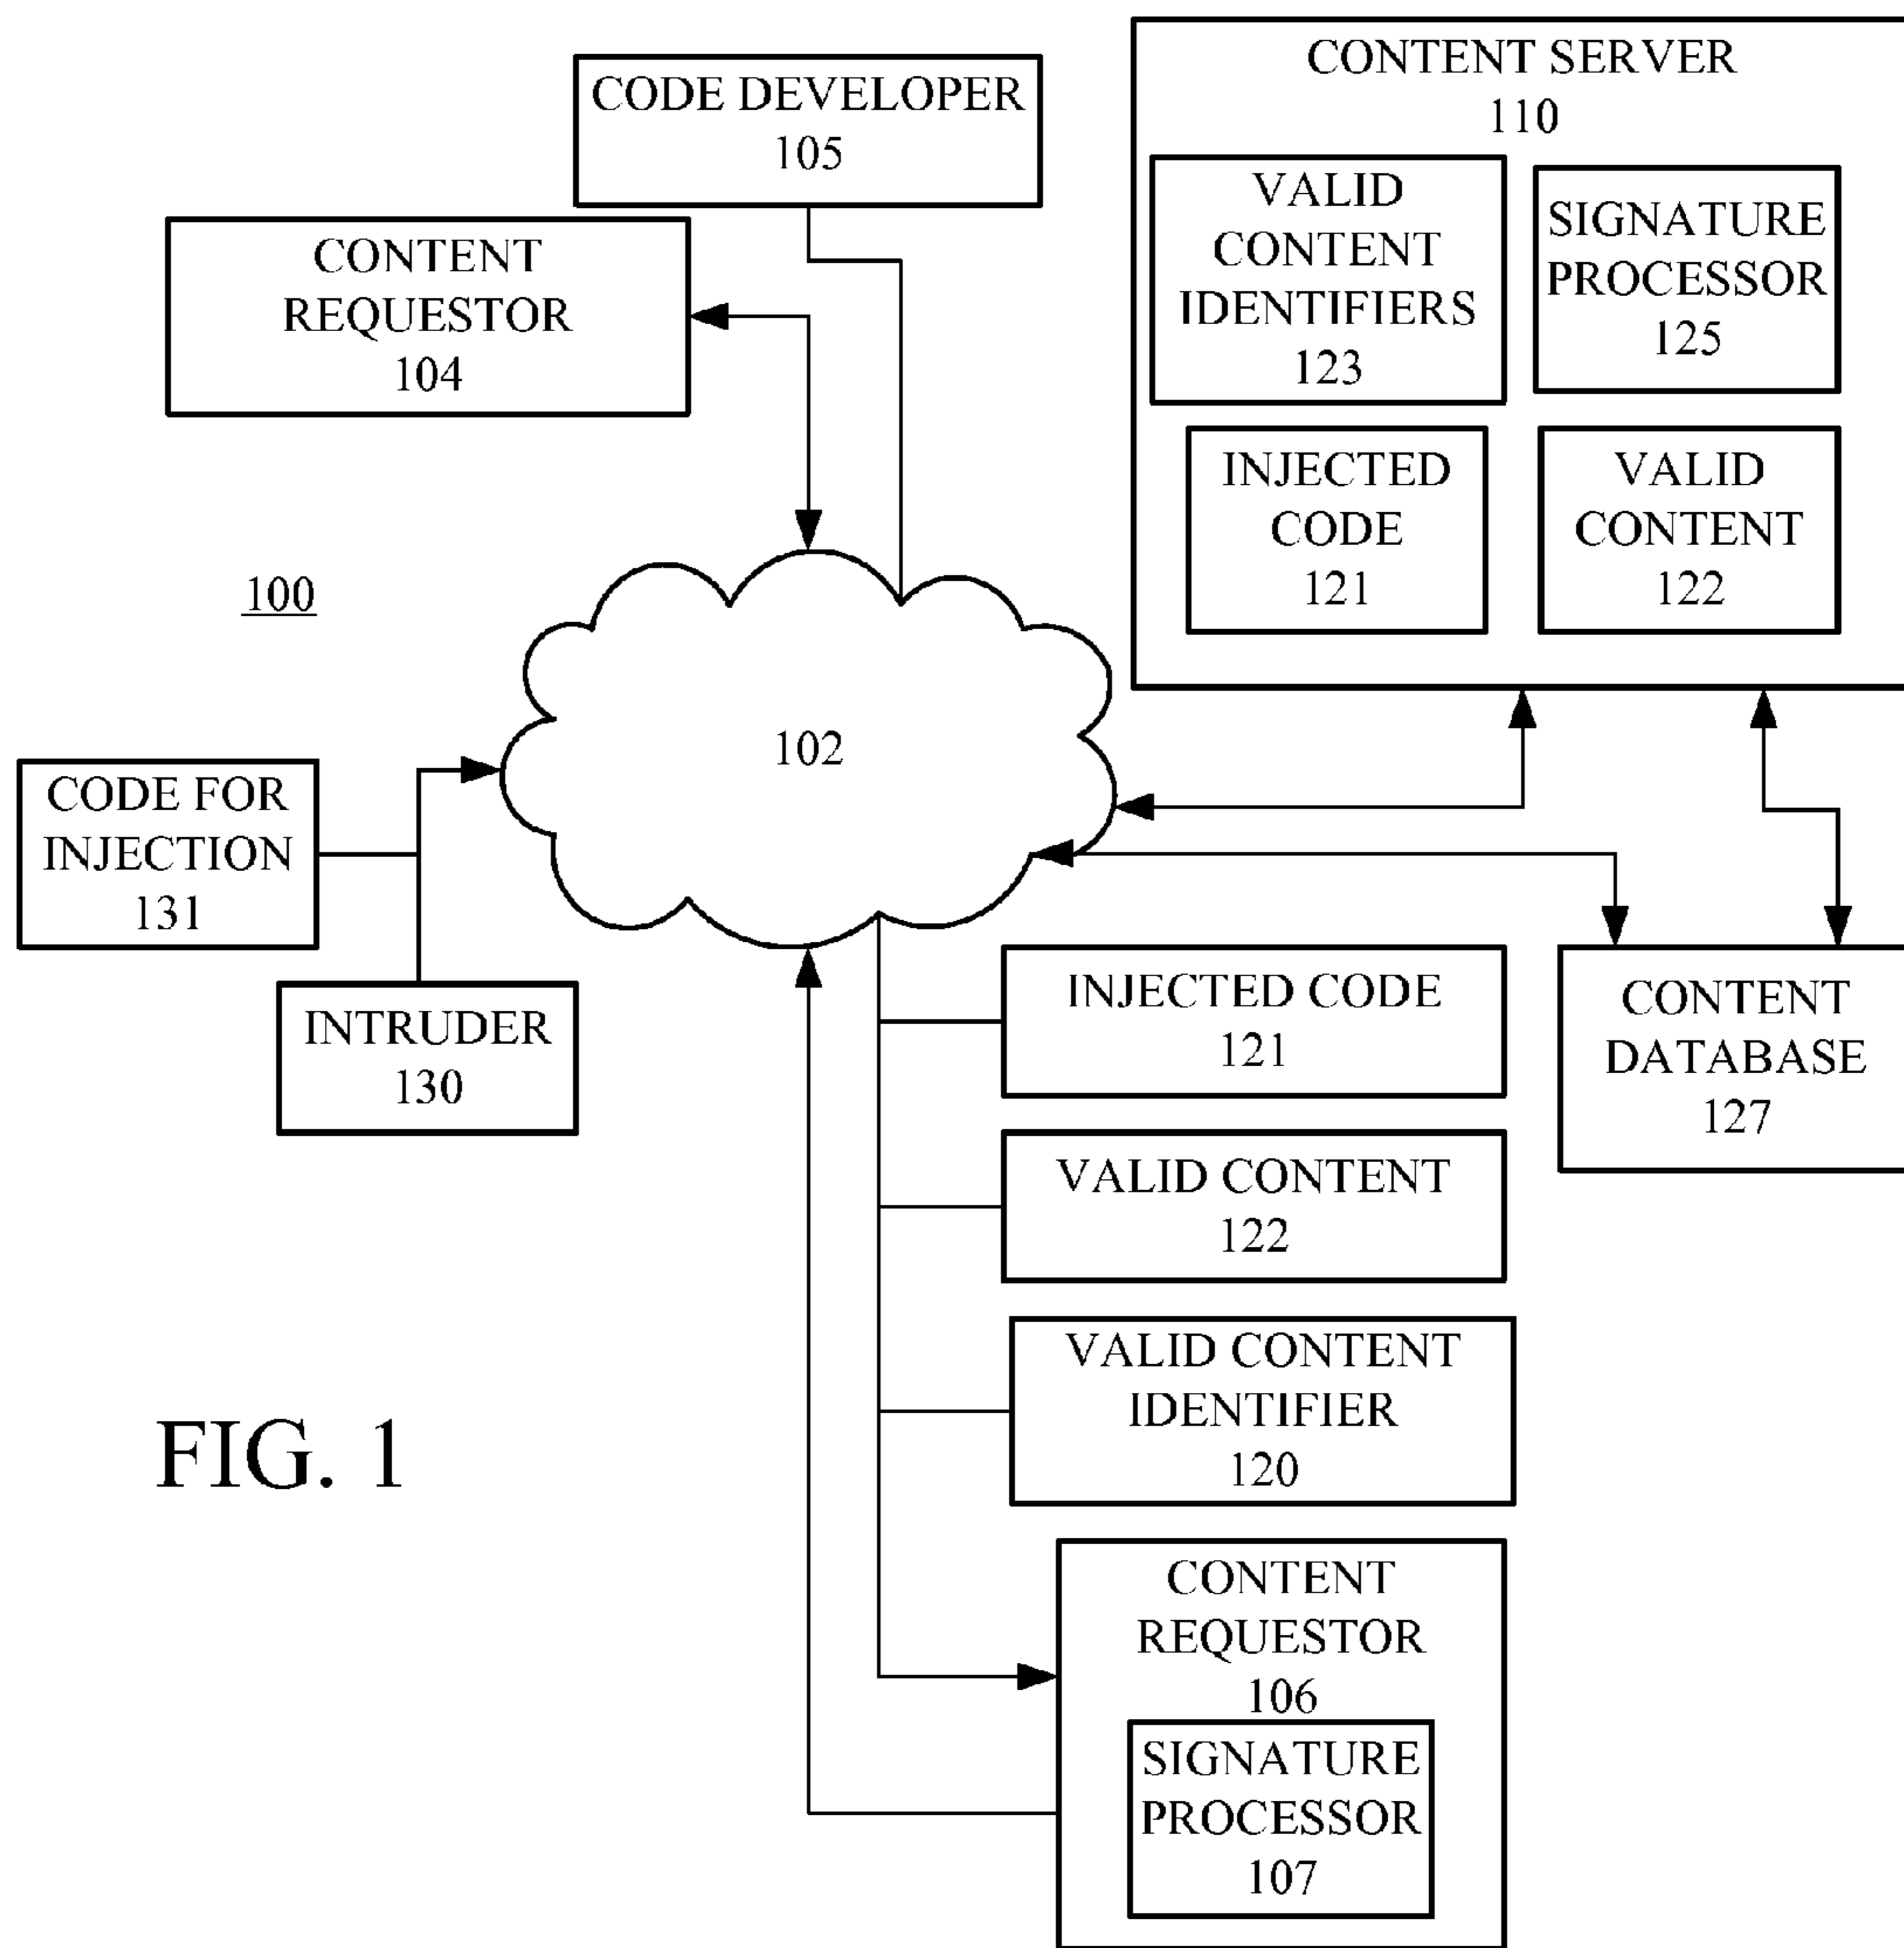 CODE DEVELOPER
105
CONTENT SERVER
110
VALID
CONTENT
IDENTIFIERS
123
SIGNATURE
PROCESSOR
125
INJECTED
CODE
121
VALID
CONTENT
122
CONTENT
REQUESTOR
104
100
102
CODE FOR
INJECTION
131
INTRUDER
130
INJECTED CODE
121
CONTENT
DATABASE
127
VALID CONTENT
122
VALID CONTENT
IDENTIFIER
120
FIG. 1
CONTENT
REQUESTOR
106
SIGNATURE
PROCESSOR
107